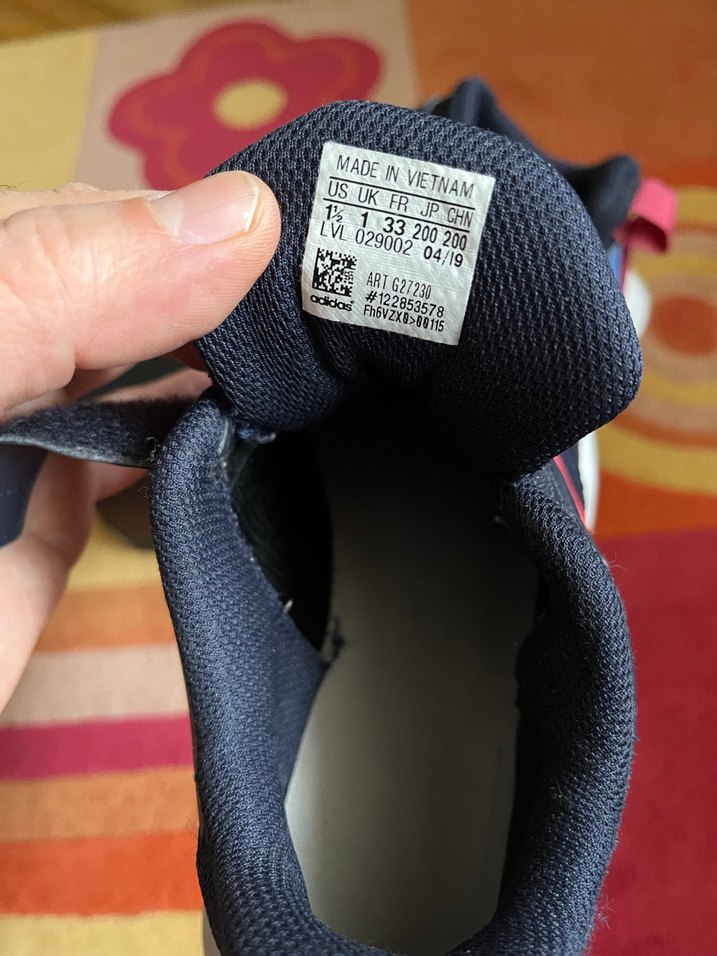 MADE IN VIETNAM
US UK FR JP CHN
1½ 1 33 200 200
LVL 029002 04/19
ART G27230
#122853578
Fh6VZX0>00115
adidas